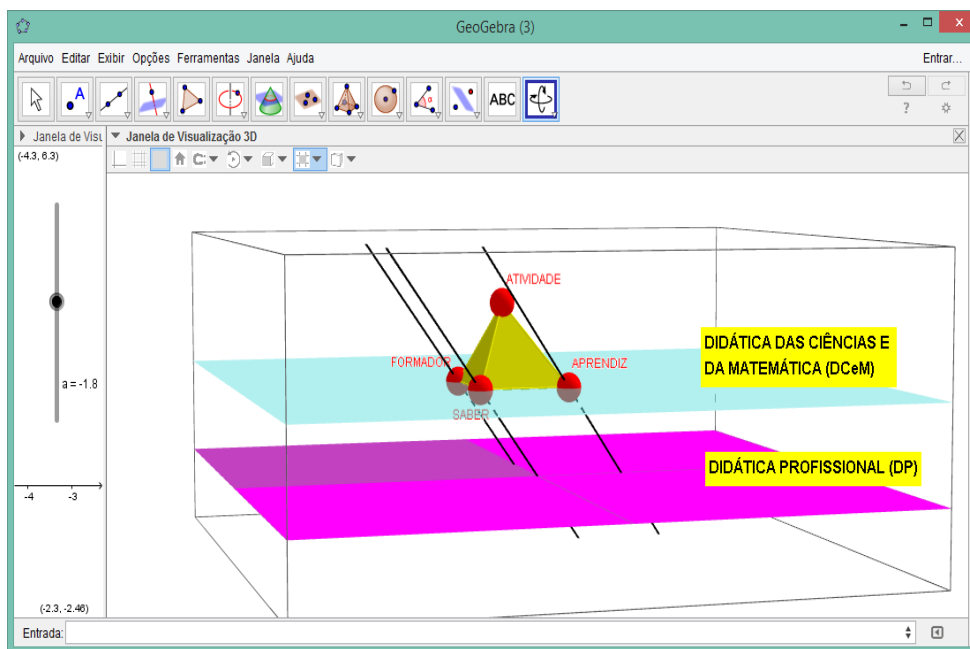 GeoGebra (3)
Arquivo Editar Exibir Opções Ferramentas Janela Ajuda
Entrar...
A
ABC
?
Janela de Visu
Janela de Visualização 3D
(-4.3, 6.3)
ATIVIDADE
FORMADOR
APRENDIZ
SABER
DIDÁTICA DAS CIÊNCIAS E
DA MATEMÁTICA (DCeM)
a = -1.8
DIDÁTICA PROFISSIONAL (DP)
-4 -3
(-2.3, -2.46)
Entrada: